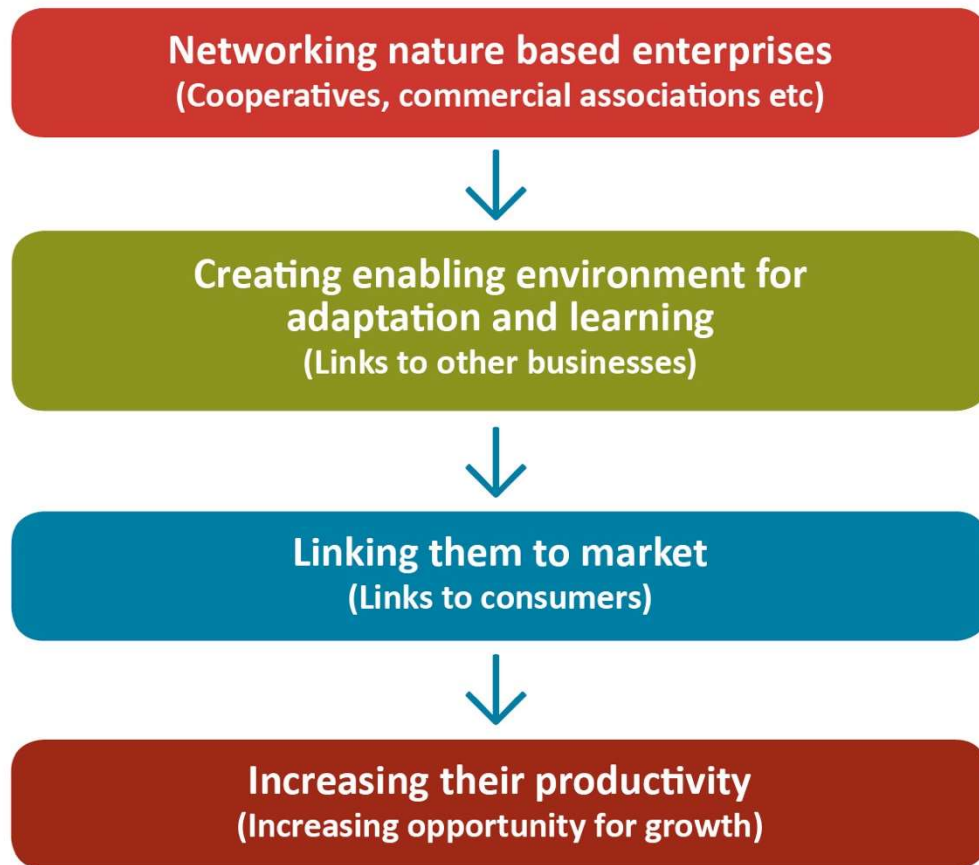 Networking nature based enterprises
(Cooperatives, commercial associations etc)
Creating enabling environment for
adaptation and learning
(Links to other businesses)
Linking them to market
(Links to consumers)
Increasing their productivity
(Increasing opportunity for growth)